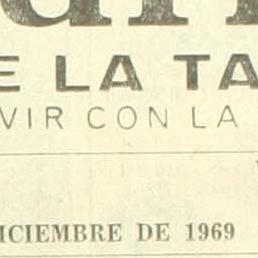 E LA TA
VIR CON LA
ICIEMBRE DE 1969